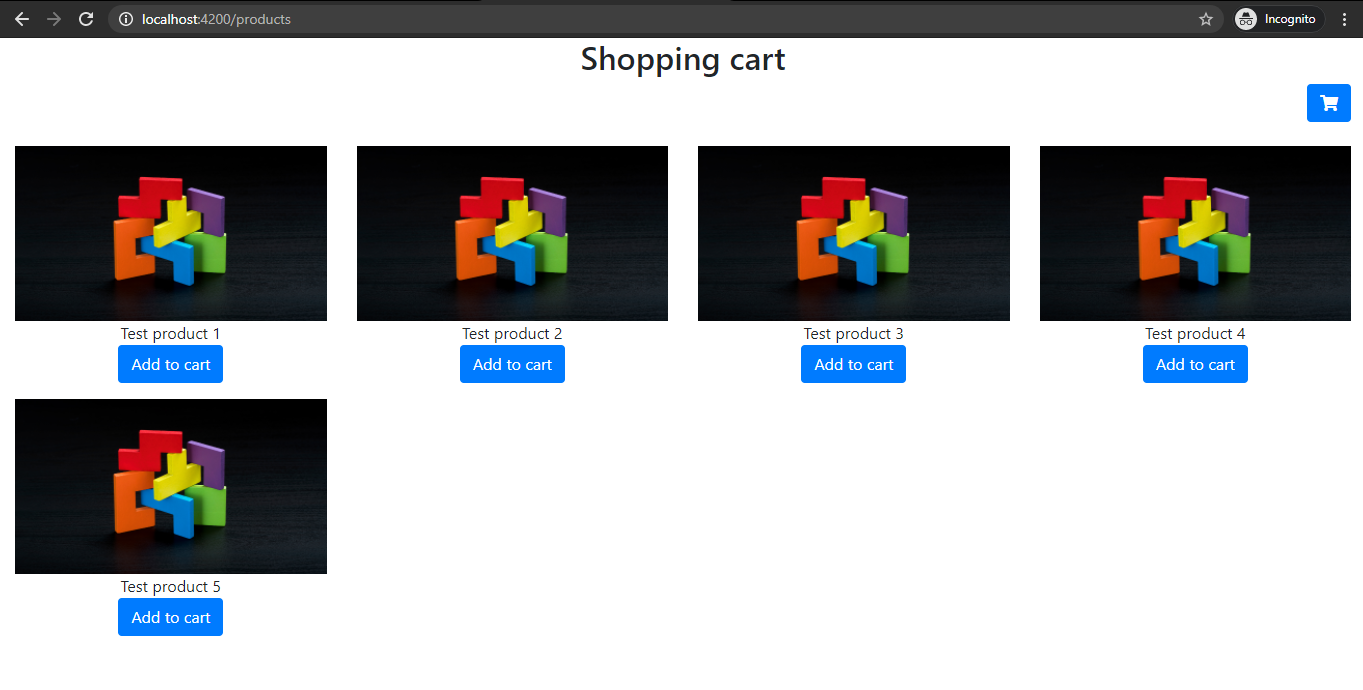 localhost:4200/products
Incognito
Shopping cart
Test product 1
Add to cart
Test product 2
Add to cart
Test product 3
Add to cart
Test product 4
Add to cart
Test product 5
Add to cart